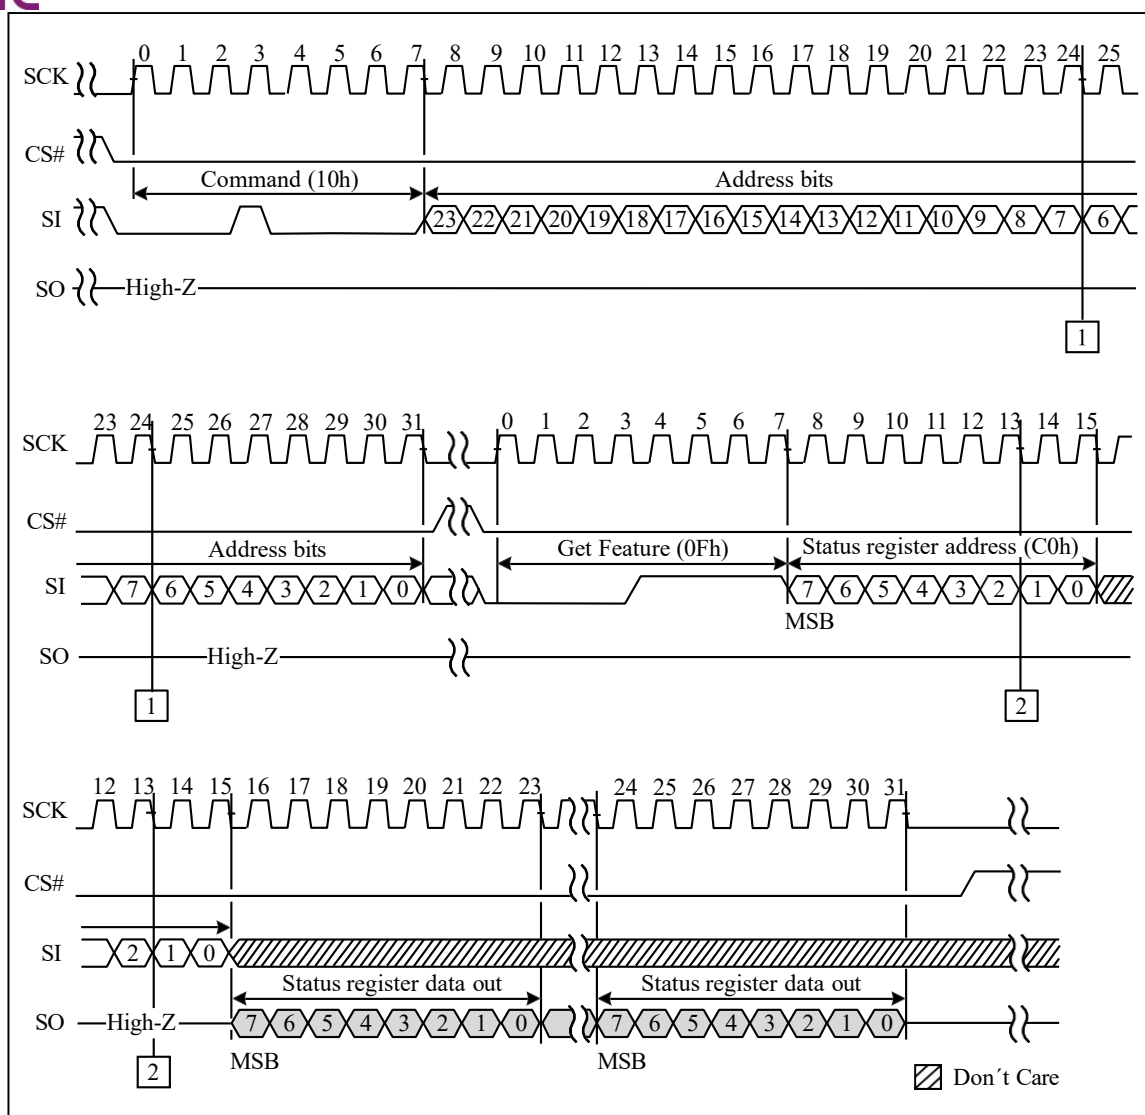 0 1 2 3 4 5 6 7 8 9 10 11 12 13 14 15 16 17 18 19 20 21 22 23 24 25
SCK
CS#
Command (10h) Address bits
SI 23 22 21 20 19 18 17 16 15 14 13 12 11 10 9 8 7 6
SO High-Z
1
23 24 25 26 27 28 29 30 31 0 1 2 3 4 5 6 7 8 9 10 11 12 13 14 15
SCK
CS#
Address bits Get Feature (0Fh) Status register address (C0h)
SI 7 6 5 4 3 2 1 0 7 6 5 4 3 2 1 0
MSB
SO High-Z
1 2
12 13 14 15 16 17 18 19 20 21 22 23 24 25 26 27 28 29 30 31
SCK
CS#
SI 2 1 0
Status register data out Status register data out
SO High-Z 7 6 5 4 3 2 1 0 7 6 5 4 3 2 1 0
MSB MSB
2
Don´t Care